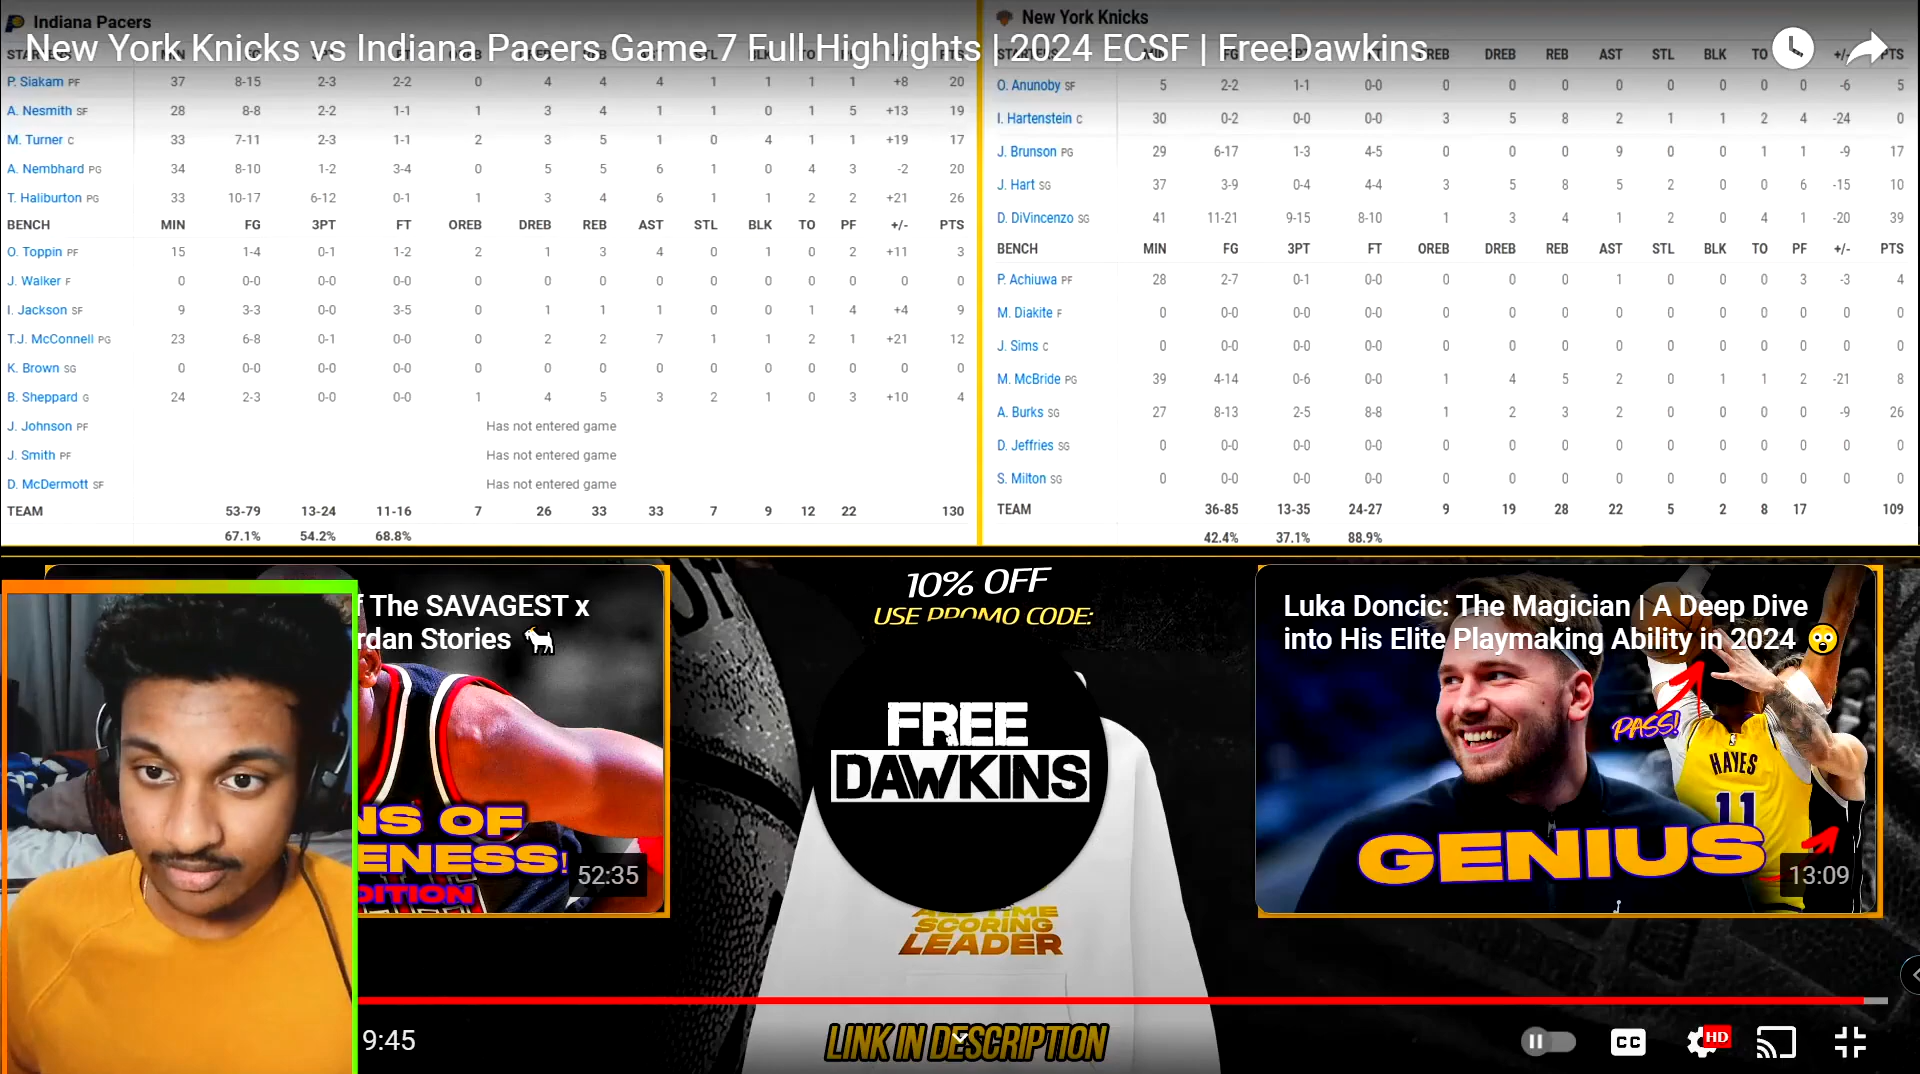 Indiana Pacers
New York Knicks vs Indiana Pacers Game 7 Full Highlights | 2024 ECSF | FreeDawkins
P. Siakam PF 37 8-15 2-3 2-2 0 4 4 4 1 1 1 1 +8 20
A. Nesmith SF 28 8-8 2-2 1-1 1 3 4 1 1 0 1 5 +13 19
M. Turner C 33 7-11 2-3 1-1 2 3 5 1 0 4 1 1 +19 17
A. Nembhard PG 34 8-10 1-2 3-4 0 5 5 6 1 0 4 3 -2 20
T. Haliburton PG 33 10-17 6-12 0-1 1 3 4 6 1 1 2 2 +21 26
BENCH MIN FG 3PT FT OREB DREB REB AST STL BLK TO PF +/- PTS
O. Toppin PF 15 1-4 0-1 1-2 2 1 3 4 0 1 0 2 +11 3
J. Walker F 0 0-0 0-0 0-0 0 0 0 0 0 0 0 0 0 0
I. Jackson SF 9 3-3 0-0 3-5 0 1 1 1 0 0 1 4 +4 9
T.J. McConnell PG 23 6-8 0-1 0-0 0 2 2 7 1 1 2 1 +21 12
K. Brown SG 0 0-0 0-0 0-0 0 0 0 0 0 0 0 0 0 0
B. Sheppard G 24 2-3 0-0 0-0 1 4 5 3 2 1 0 3 +10 4
J. Johnson PF Has not entered game
J. Smith PF Has not entered game
D. McDermott SF Has not entered game
TEAM 53-79 13-24 11-16 7 26 33 33 7 9 12 22 130
67.1% 54.2% 68.8%
New York Knicks
OREB DREB REB AST STL BLK TO +/- PTS
O. Anunoby SF 5 2-2 1-1 0-0 0 0 0 0 0 0 0 0 -6 5
I. Hartenstein C 30 0-2 0-0 0-0 3 5 8 2 1 1 2 4 -24 0
J. Brunson PG 29 6-17 1-3 4-5 0 0 0 9 0 0 1 1 -9 17
J. Hart SG 37 3-9 0-4 4-4 3 5 8 5 2 0 0 6 -15 10
D. DiVincenzo SG 41 11-21 9-15 8-10 1 3 4 1 2 0 4 1 -20 39
BENCH MIN FG 3PT FT OREB DREB REB AST STL BLK TO PF +/- PTS
P. Achiuwa PF 28 2-7 0-1 0-0 0 0 0 1 0 0 0 3 -3 4
M. Diakite F 0 0-0 0-0 0-0 0 0 0 0 0 0 0 0 0 0
J. Sims C 0 0-0 0-0 0-0 0 0 0 0 0 0 0 0 0 0
M. McBride PG 39 4-14 0-6 0-0 1 4 5 2 0 1 1 2 -21 8
A. Burks SG 27 8-13 2-5 8-8 1 2 3 2 0 0 0 0 -9 26
D. Jeffries SG 0 0-0 0-0 0-0 0 0 0 0 0 0 0 0 0 0
S. Milton SG 0 0-0 0-0 0-0 0 0 0 0 0 0 0 0 0 0
TEAM 36-85 13-35 24-27 9 19 28 22 5 2 8 17 109
42.4% 37.1% 88.9%
f The SAVAGEST x
rdan Stories 🐐
NS OF
ENESS!
DITION
52:35
10% OFF
USE PROMO CODE:
FREE
DAWKINS
ALL TIME
SCORING
LEADER
LINK IN DESCRIPTION
Luka Doncic: The Magician | A Deep Dive
into His Elite Playmaking Ability in 2024 😲
PASS!
HAYES
11
GENIUS
13:09
9:45
CC
HD